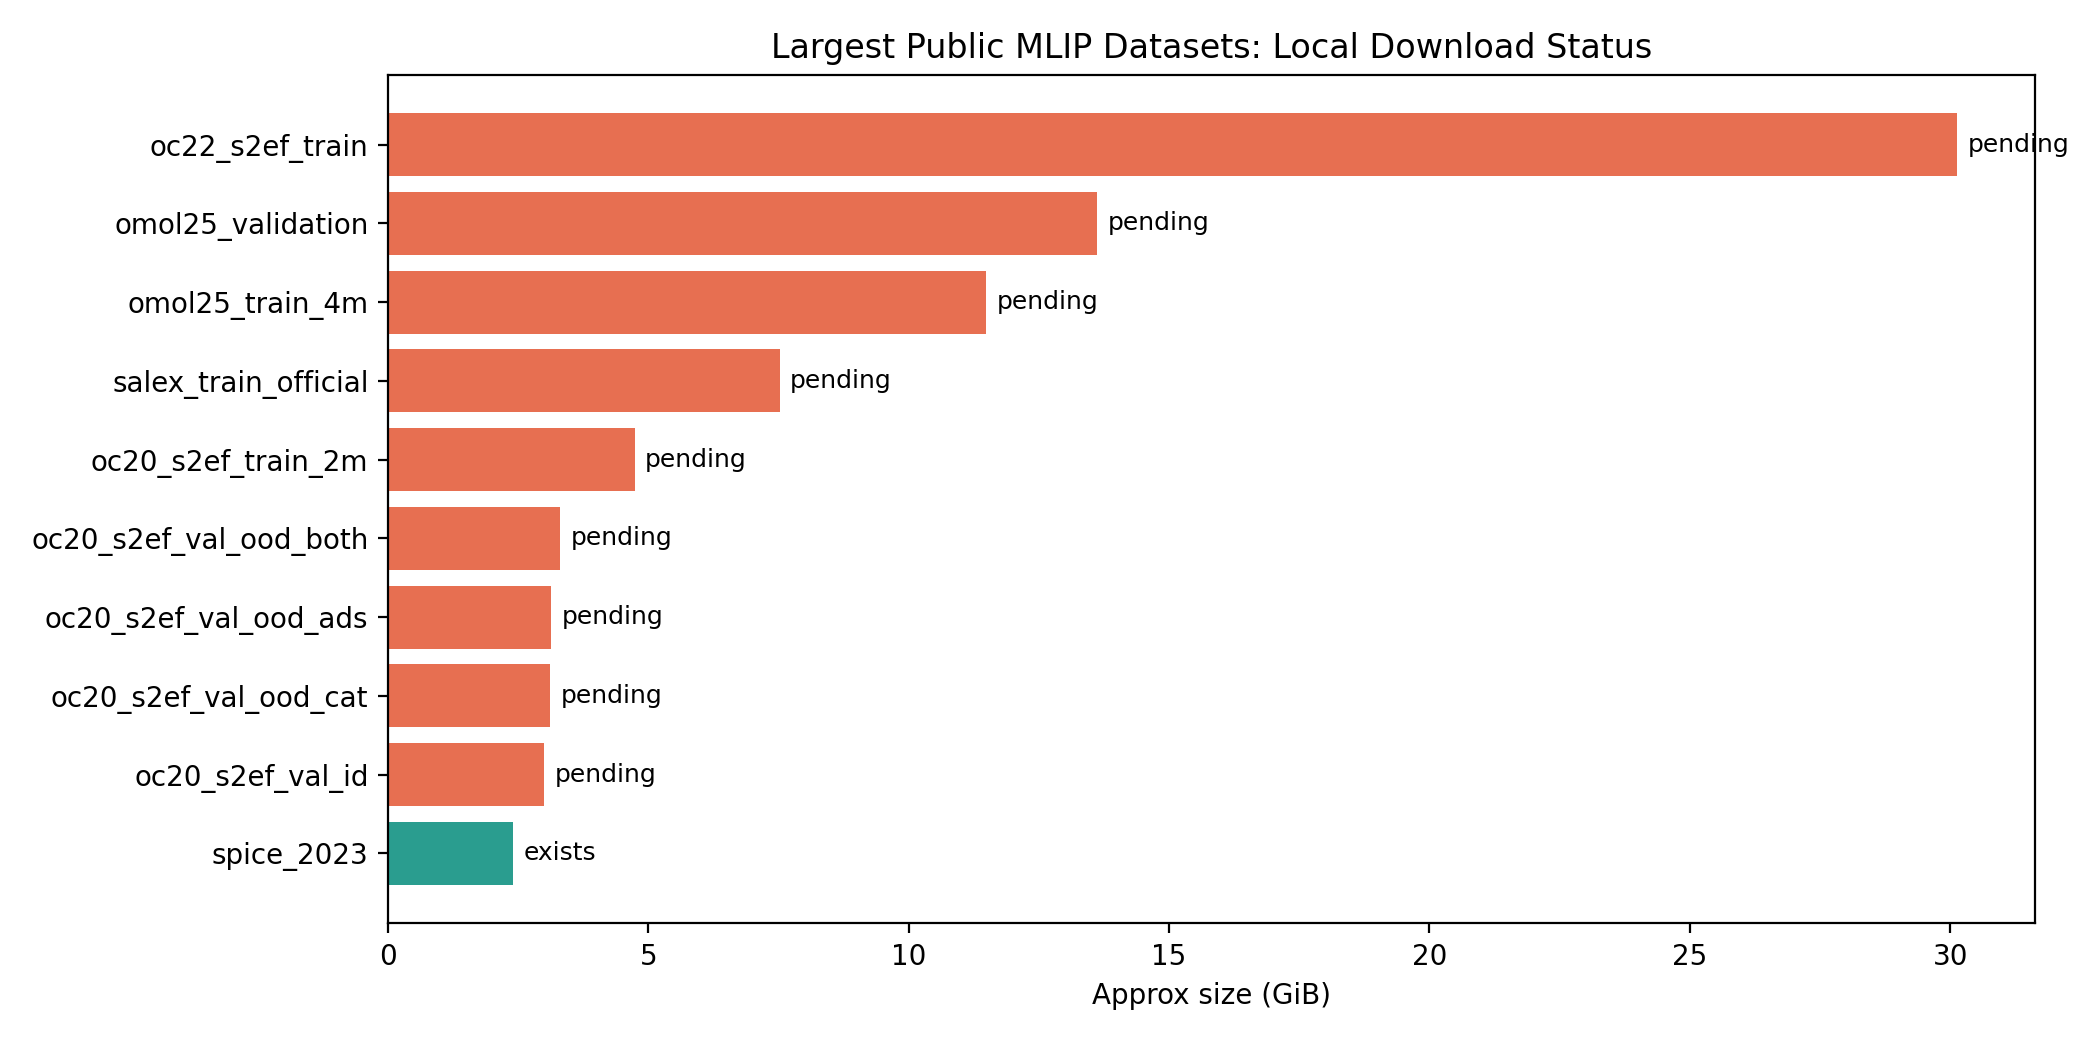 Largest Public MLIP Datasets: Local Download Status
oc22_s2ef_train pending
omol25_validation pending
omol25_train_4m pending
salex_train_official pending
oc20_s2ef_train_2m pending
oc20_s2ef_val_ood_both pending
oc20_s2ef_val_ood_ads pending
oc20_s2ef_val_ood_cat pending
oc20_s2ef_val_id pending
spice_2023 exists
0 5 10 15 20 25 30
Approx size (GiB)